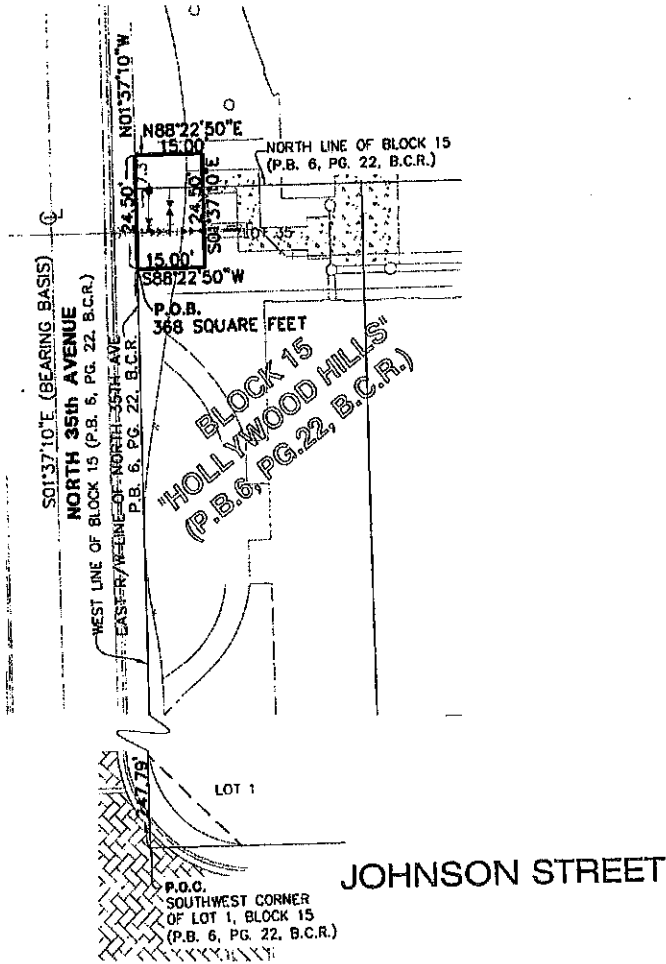 N01°37'10"W
N88°22'50"E
15.00'
NORTH LINE OF BLOCK 15
(P.B. 6, PG. 22, B.C.R.)
24.50'
7.3'
24.50'
S01°37'10"E
LOT 35
15.00'
S88°22'50"W
P.O.B.
368 SQUARE FEET
S01°37'10"E (BEARING BASIS)
NORTH 35th AVENUE
WEST LINE OF BLOCK 15 (P.B. 6, PG. 22, B.C.R.)
EAST R/W LINE OF NORTH 35TH AVE
P.B. 6, PG. 22, B.C.R.
BLOCK 15
"HOLLYWOOD HILLS"
(P.B.6, PG.22, B.C.R.)
LOT 1
JOHNSON STREET
P.O.C.
SOUTHWEST CORNER
OF LOT 1, BLOCK 15
(P.B. 6, PG. 22, B.C.R.)